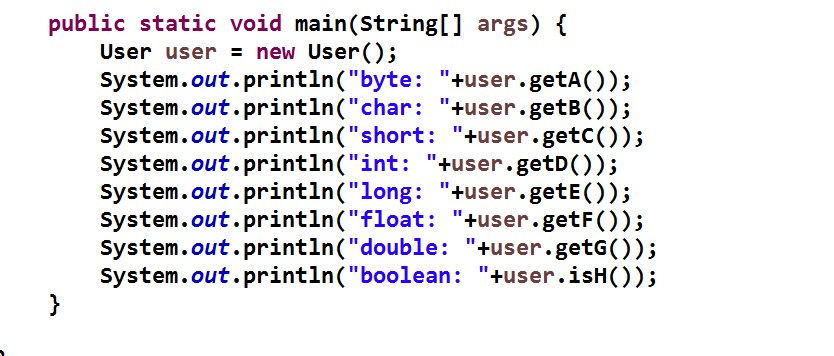 public static void main(String[] args) {
User user = new User();
System.out.println("byte: "+user.getA());
System.out.println("char: "+user.getB());
System.out.println("short: "+user.getC());
System.out.println("int: "+user.getD());
System.out.println("long: "+user.getE());
System.out.println("float: "+user.getF());
System.out.println("double: "+user.getG());
System.out.println("boolean: "+user.isH());
}